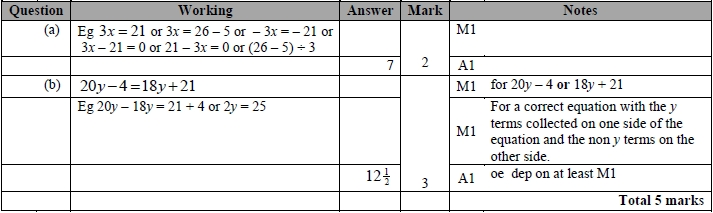 Question Working Answer Mark Notes
(a) Eg 3x = 21 or 3x = 26 – 5 or – 3x = – 21 or M1
3x – 21 = 0 or 21 – 3x = 0 or (26 – 5) ÷ 3
7 2 A1
(b) 20y – 4 = 18y + 21 M1 for 20y – 4 or 18y + 21
Eg 20y – 18y = 21 + 4 or 2y = 25 M1 For a correct equation with the y
terms collected on one side of the
equation and the non y terms on the
other side.
12½ 3 A1 oe dep on at least M1
Total 5 marks